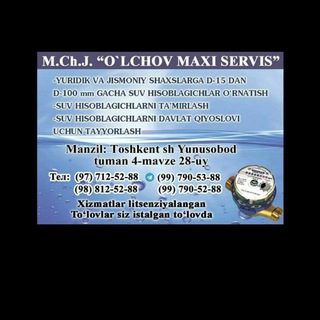 M.Ch.J. "O`LCHOV MAXI SERVIS"
-YURIDIK VA JISMONIY SHAXSLARGA D-15 DAN
D-100 mm GACHA SUV HISOBLAGICHLAR O'RNATISH
-SUV HISOBLAGICHLARNI TA'MIRLASH
-SUV HISOBLAGICHLARNI DAVLAT QIYOSLOVI
UCHUN TAYYORLASH
Manzil: Toshkent sh Yunusobod
tuman 4-mavze 28-uy
Тел: (97) 712-52-88 (99) 790-53-88
(98) 812-52-88 (99) 790-52-88
Xizmatlar litsenziyalangan
To'lovlar siz istalgan to'lovda